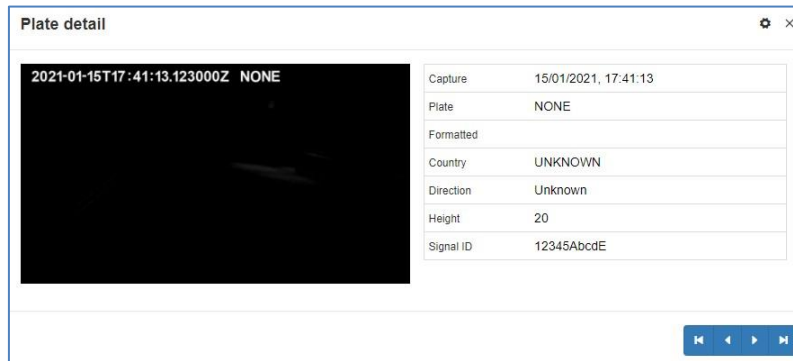 Plate detail
2021-01-15T17:41:13.123000Z NONE
Capture 15/01/2021, 17:41:13
Plate NONE
Formatted
Country UNKNOWN
Direction Unknown
Height 20
Signal ID 12345AbcdE